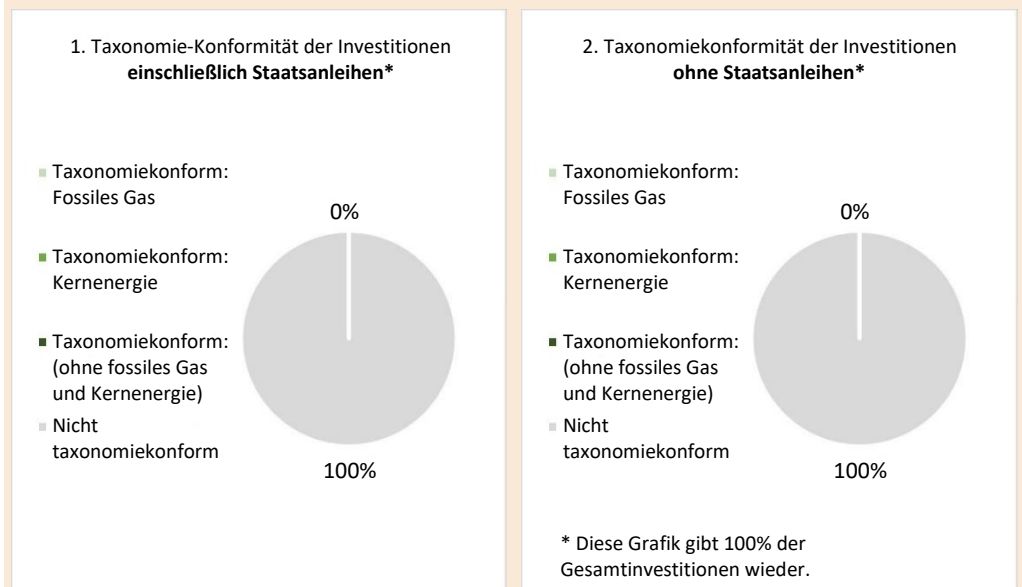 1. Taxonomie-Konformität der Investitionen
einschließlich Staatsanleihen*
Taxonomiekonform:
Fossiles Gas
Taxonomiekonform:
Kernenergie
Taxonomiekonform:
(ohne fossiles Gas
und Kernenergie)
Nicht
taxonomiekonform
0%
100%
2. Taxonomiekonformität der Investitionen
ohne Staatsanleihen*
Taxonomiekonform:
Fossiles Gas
Taxonomiekonform:
Kernenergie
Taxonomiekonform:
(ohne fossiles Gas
und Kernenergie)
Nicht
taxonomiekonform
0%
100%
* Diese Grafik gibt 100% der
Gesamtinvestitionen wieder.